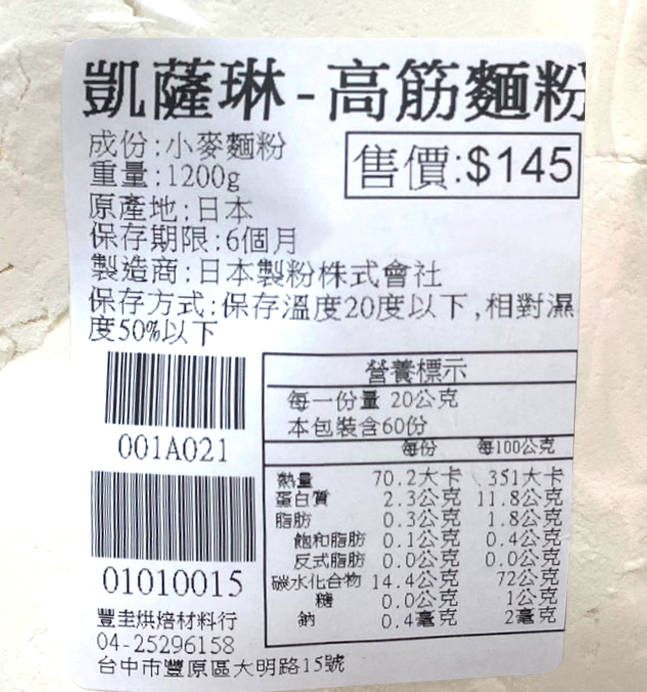 凱薩琳-高筋麵粉
成份:小麥麵粉
售價:$145
重量:1200g
原產地:日本
保存期限:6個月
製造商:日本製粉株式會社
保存方式:保存溫度20度以下,相對濕
度50%以下
001A021
01010015
豐圭烘焙材料行
04-25296158
台中市豐原區大明路15號
營養標示
每一份量 20公克
本包裝含60份
每份 每100公克
熱量 70.2大卡 351大卡
蛋白質 2.3公克 11.8公克
脂肪 0.3公克 1.8公克
飽和脂肪 0.1公克 0.4公克
反式脂肪 0.0公克 0.0公克
碳水化合物 14.4公克 72公克
糖 0.0公克 1公克
鈉 0.4毫克 2毫克